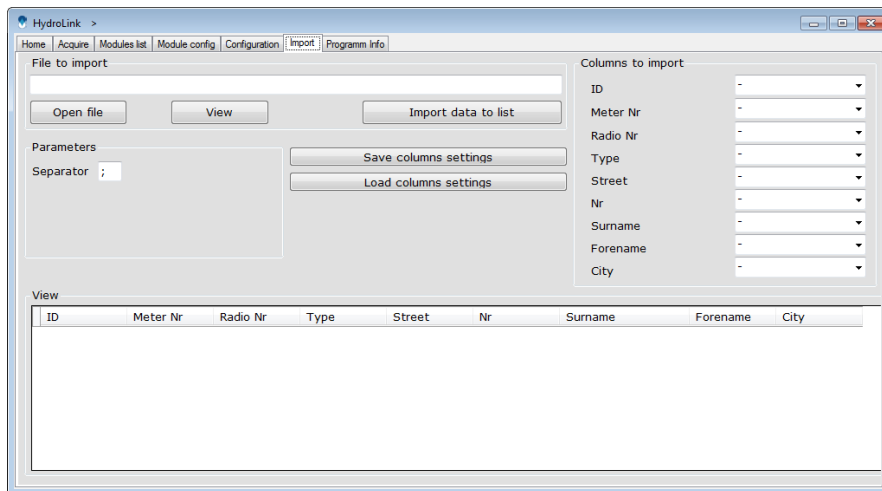 HydroLink >
Home Acquire Modules list Module config Configuration Import Programm Info
File to import
Open file View Import data to list
Parameters
Separator ;
Save columns settings
Load columns settings
Columns to import
ID -
Meter Nr -
Radio Nr -
Type -
Street -
Nr -
Surname -
Forename -
City -
View
ID Meter Nr Radio Nr Type Street Nr Surname Forename City